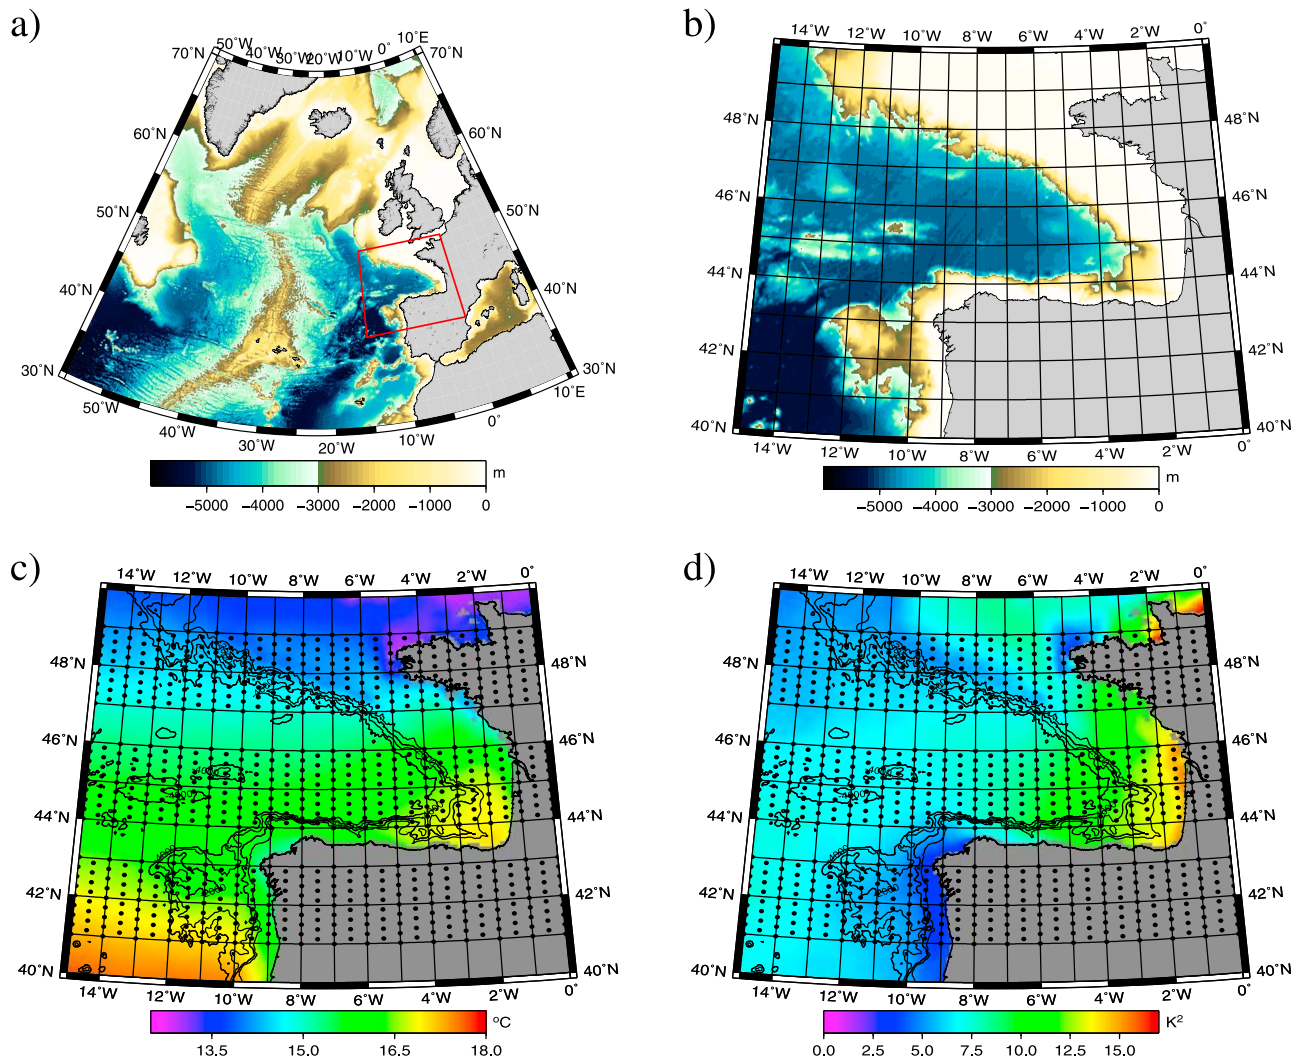 a)
50°W 40°W 30°W 20°W 10°W 0° 10°E
70°N 70°N
60°N 60°N
50°N 50°N
40°N 40°N
30°N 30°N
50°W 40°W 30°W 20°W 10°W 0° 10°E
m
−5000 −4000 −3000 −2000 −1000 0
b)
14°W 12°W 10°W 8°W 6°W 4°W 2°W 0°
48°N 48°N
46°N 46°N
44°N 44°N
42°N 42°N
40°N 40°N
12°W 10°W 8°W 6°W 4°W 2°W 0°
m
−5000 −4000 −3000 −2000 −1000 0
c)
14°W 12°W 10°W 8°W 6°W 4°W 2°W 0°
48°N 48°N
46°N 46°N
44°N 44°N
42°N 42°N
40°N 40°N
14°W 12°W 10°W 8°W 6°W 4°W 2°W 0°
°C
13.5 15.0 16.5 18.0
d)
14°W 12°W 10°W 8°W 6°W 4°W 2°W 0°
48°N 48°N
46°N 46°N
44°N 44°N
42°N 42°N
40°N 40°N
14°W 12°W 10°W 8°W 6°W 4°W 2°W 0°
K²
0.0 2.5 5.0 7.5 10.0 12.5 15.0